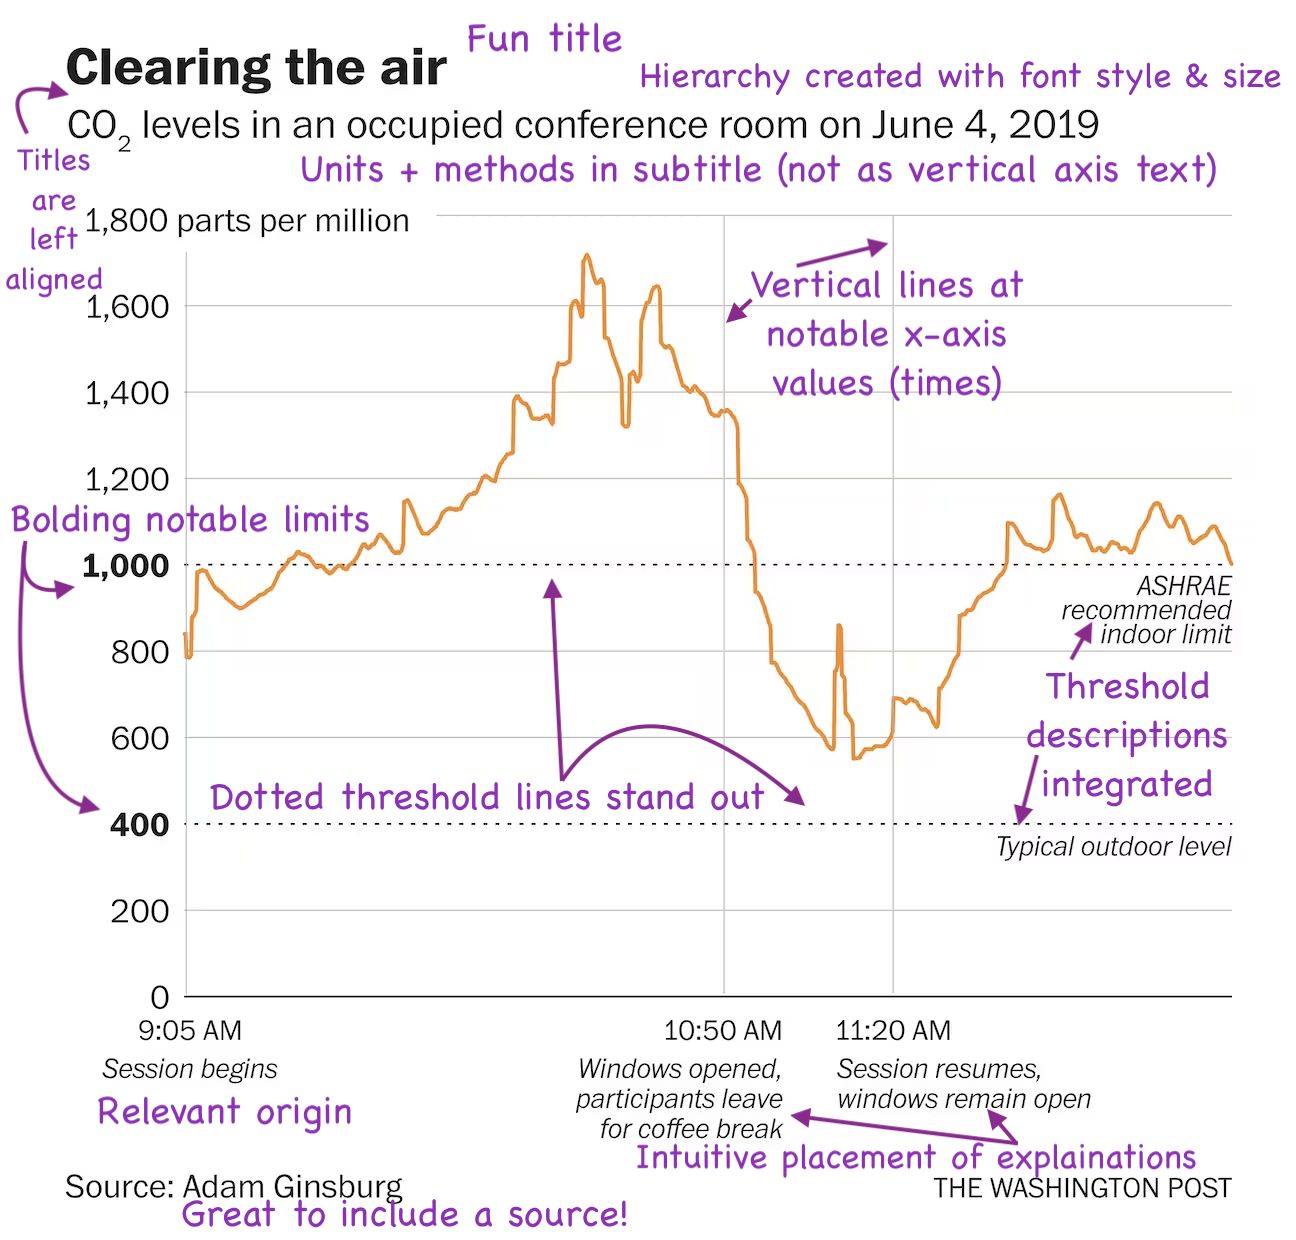 Fun title
Clearing the air
Hierarchy created with font style & size
CO2 levels in an occupied conference room on June 4, 2019
Titles
are
left
aligned
Units + methods in subtitle (not as vertical axis text)
1,800 parts per million
Vertical lines at
notable x-axis
values (times)
1,600
1,400
1,200
Bolding notable limits
1,000
ASHRAE
recommended
indoor limit
800
Threshold
descriptions
integrated
600
Dotted threshold lines stand out
400
Typical outdoor level
200
0
9:05 AM
Session begins
Relevant origin
10:50 AM
Windows opened,
participants leave
for coffee break
11:20 AM
Session resumes,
windows remain open
Intuitive placement of explainations
Source: Adam Ginsburg
THE WASHINGTON POST
Great to include a source!